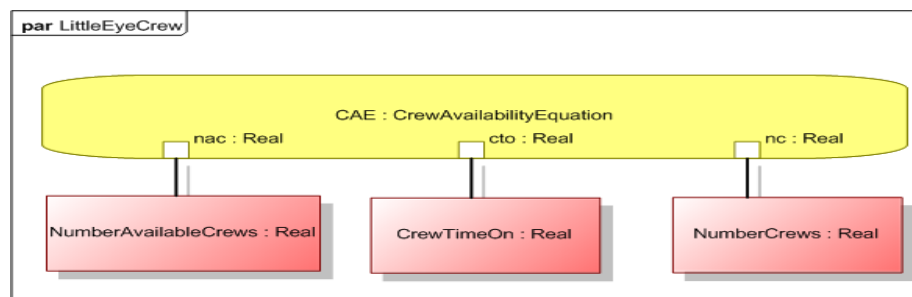 par LittleEyeCrew
CAE : CrewAvailabilityEquation
nac : Real cto : Real nc : Real
NumberAvailableCrews : Real CrewTimeOn : Real NumberCrews : Real